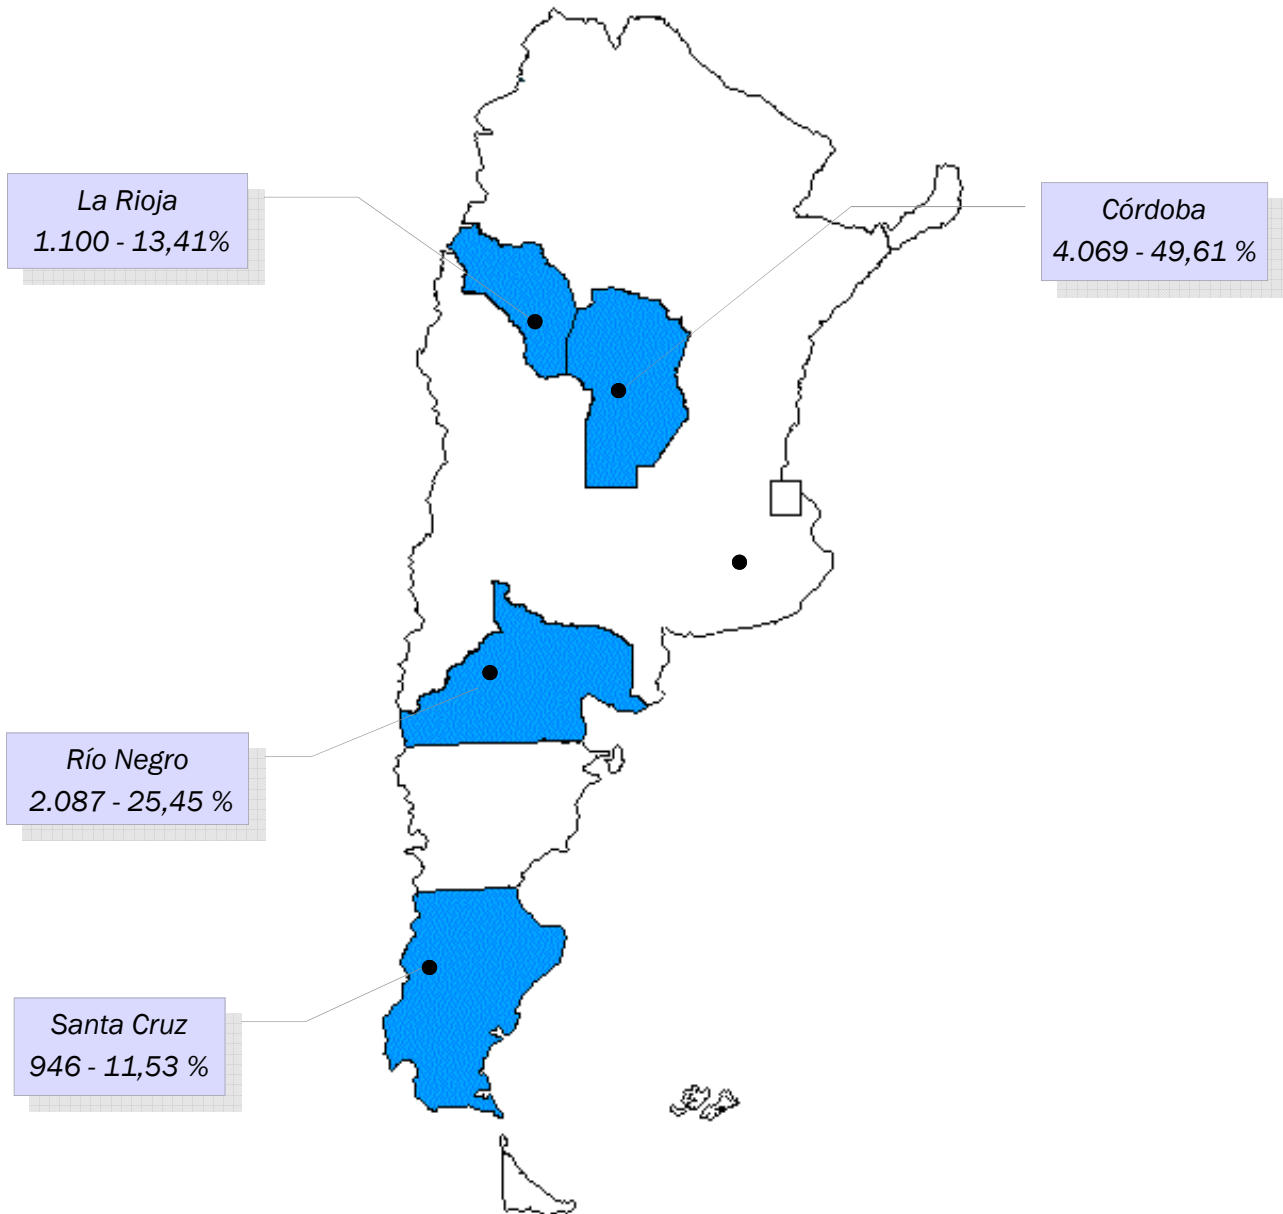 La Rioja
1.100 - 13,41%
Córdoba
4.069 - 49,61 %
Río Negro
2.087 - 25,45 %
Santa Cruz
946 - 11,53 %